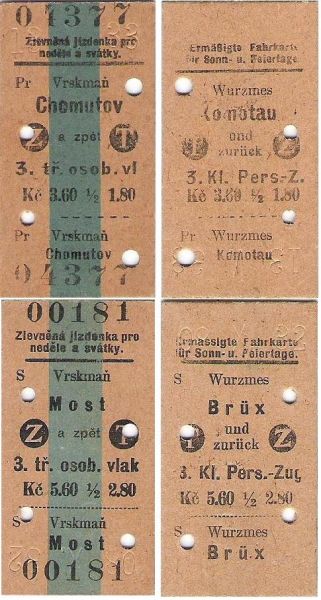 04377
Zlevněná jízdenka pro
neděle a svátky.
Pr Vrskmaň
Chomutov
Z a zpět T
3. tř. osob. vl
Kč 3.60 ½ 1.80
Pr Vrskmaň
Chomutov
04377
Ermäßigte Fahrkarte
für Sonn- u. Feiertage
Pr Wurzmes
Komotau
und
zurück Z
3. Kl. Pers.-Z.
Kč 3.60 ½ 1.80
Pr Wurzmes
Komotau
00181
Zlevněná jízdenka pro
neděle a svátky.
S Vrskmaň
Most
Z a zpět T
3. tř. osob. vlak
Kč 5.60 ½ 2.80
S Vrskmaň
Most
00181
Ermässigte Fahrkarte
für Sonn- u. Feiertage.
S Wurzmes
Brüx
T und Z
zurück
3. Kl. Pers.-Zug
Kč 5.60 ½ 2.80
S Wurzmes
Brüx